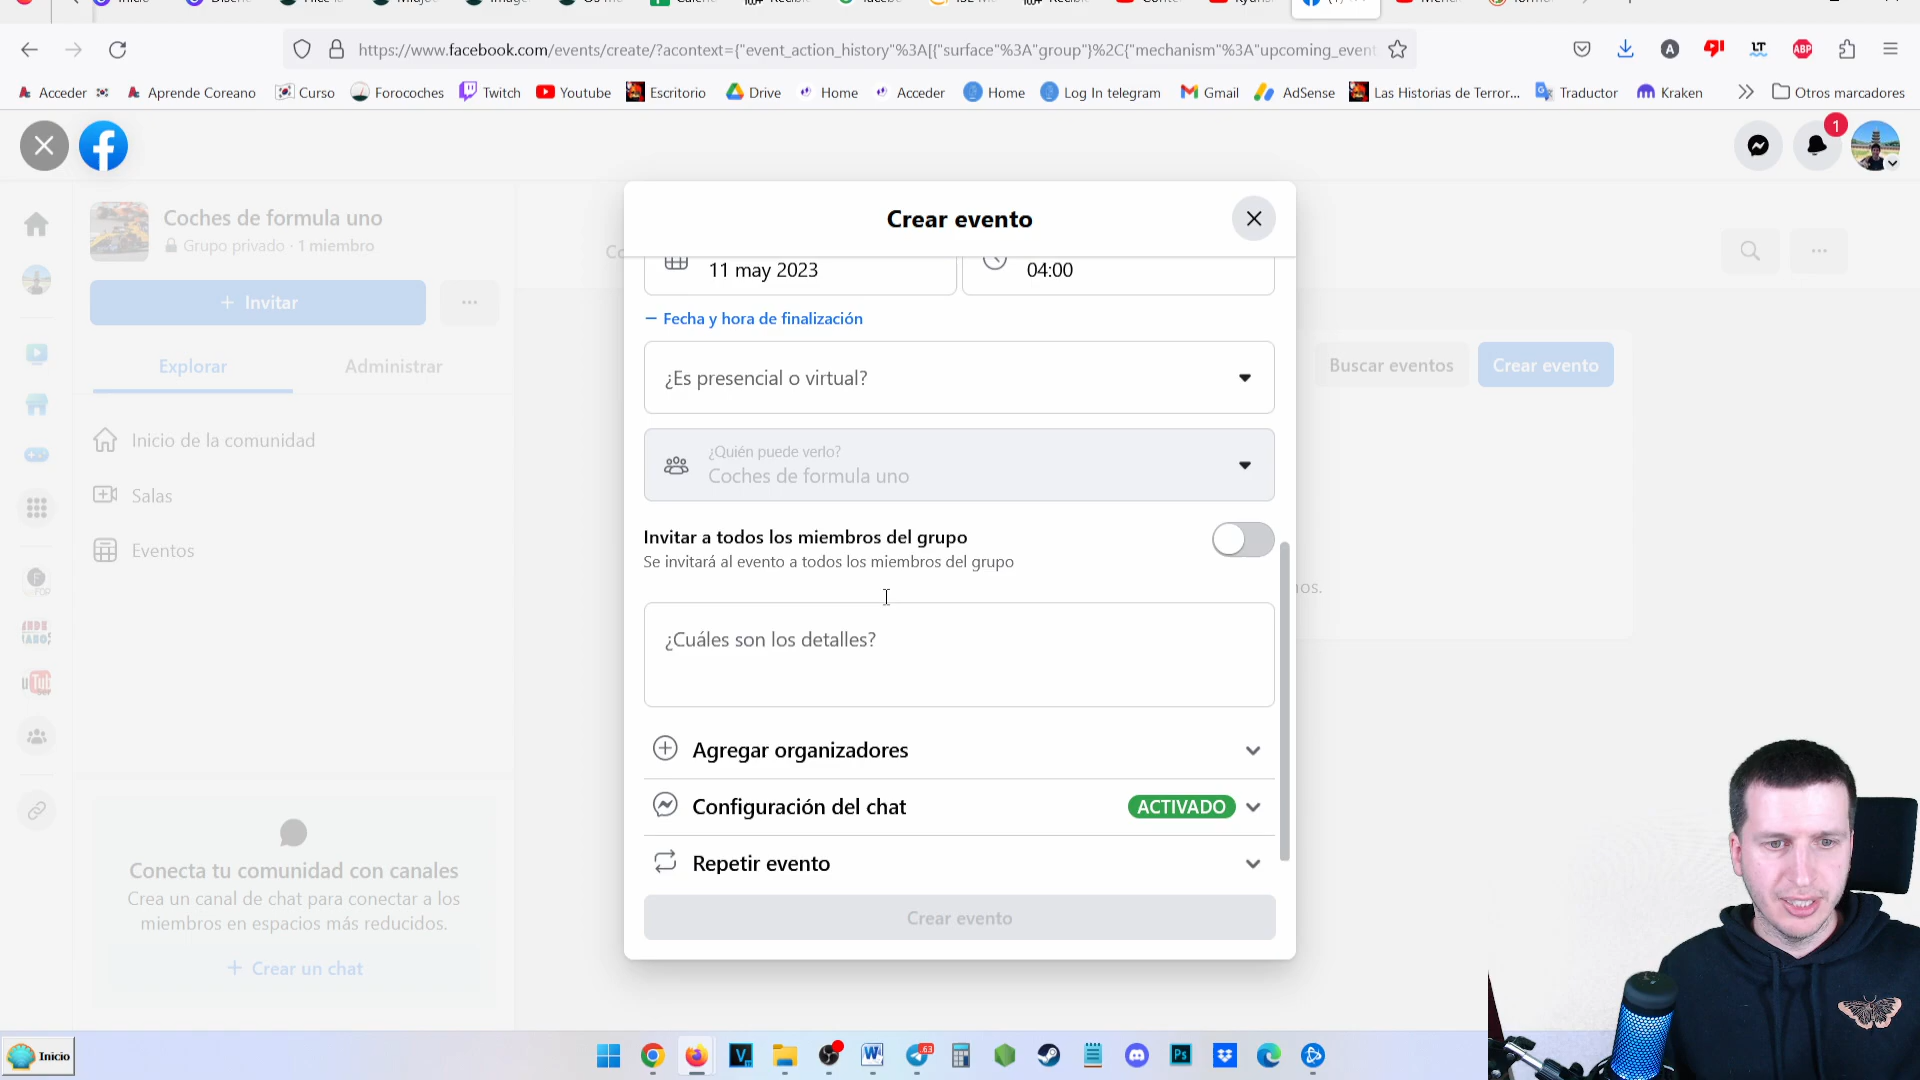 https://www.facebook.com/events/create/?acontext={"event_action_history"%3A[{"surface"%3A"group"}%2C{"mechanism"%3A"upcoming_event
Acceder
Aprende Coreano
Curso
Forocoches
Twitch
Youtube
Escritorio
Drive
Home
Acceder
Home
Log In telegram
Gmail
AdSense
Las Historias de Terror...
Traductor
Kraken
Otros marcadores
1
Crear evento
Coches de formula uno
Grupo privado · 1 miembro
+ Invitar
Explorar
Administrar
Inicio de la comunidad
Salas
Eventos
Conecta tu comunidad con canales
Crea un canal de chat para conectar a los
miembros en espacios más reducidos.
+ Crear un chat
11 may 2023
04:00
− Fecha y hora de finalización
¿Es presencial o virtual?
¿Quién puede verlo?
Coches de formula uno
Invitar a todos los miembros del grupo
Se invitará al evento a todos los miembros del grupo
¿Cuáles son los detalles?
Agregar organizadores
Configuración del chat
ACTIVADO
Repetir evento
Crear evento
Buscar eventos
Crear evento
Inicio